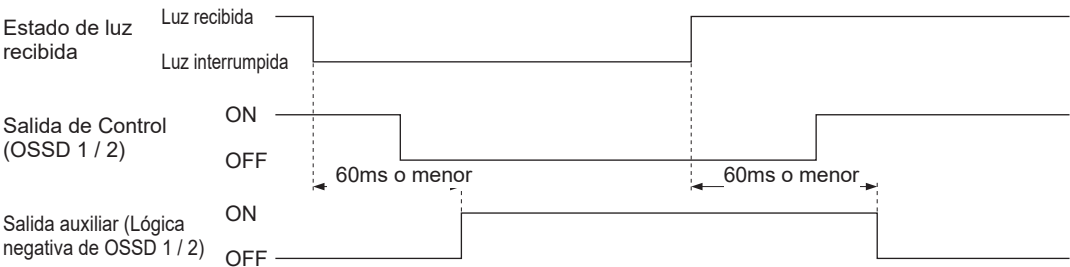 Estado de luz
recibida
Luz recibida
Luz interrumpida
Salida de Control
(OSSD 1 / 2)
ON
OFF
60ms o menor
60ms o menor
Salida auxiliar (Lógica
negativa de OSSD 1 / 2)
ON
OFF